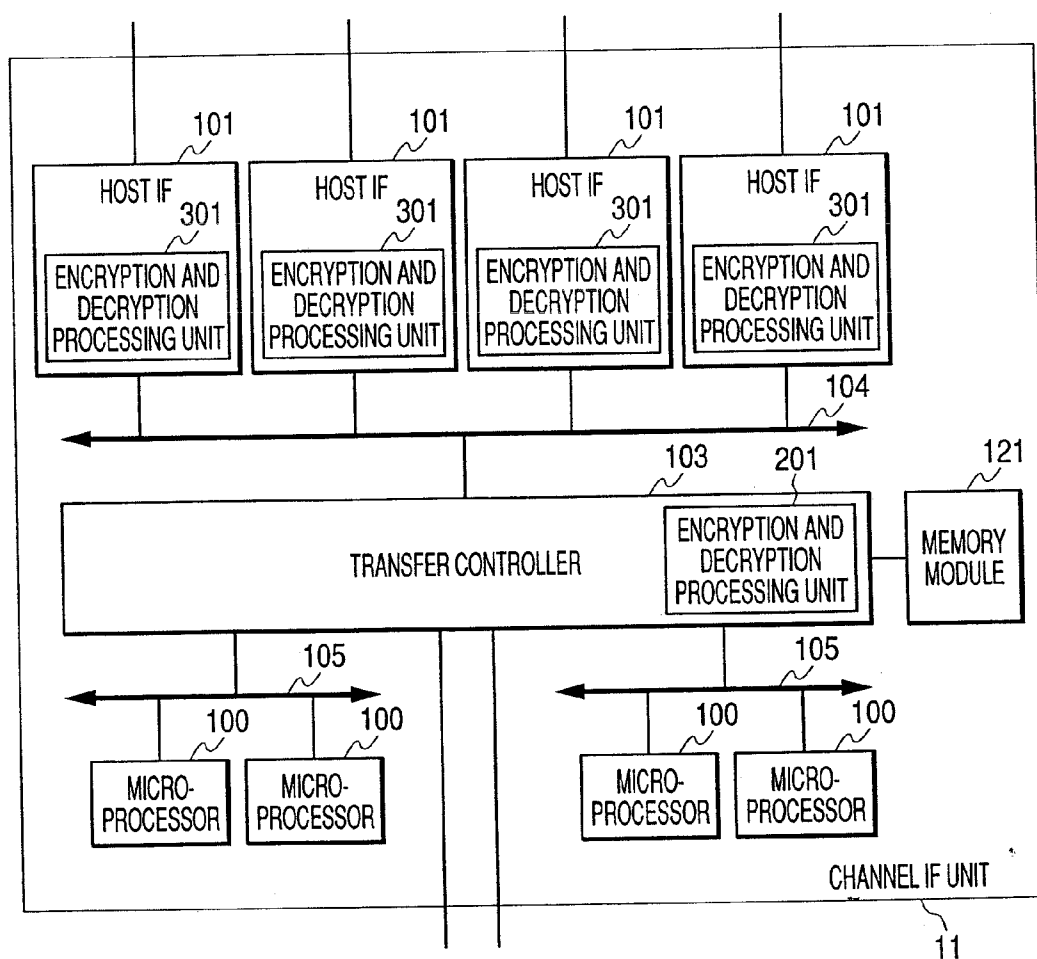 101 101 101 101
HOST IF HOST IF HOST IF HOST IF
301 301 301 301
ENCRYPTION AND
DECRYPTION
PROCESSING UNIT
ENCRYPTION AND
DECRYPTION
PROCESSING UNIT
ENCRYPTION AND
DECRYPTION
PROCESSING UNIT
ENCRYPTION AND
DECRYPTION
PROCESSING UNIT
104
103 201 121
TRANSFER CONTROLLER
ENCRYPTION AND
DECRYPTION
PROCESSING UNIT
MEMORY
MODULE
105 105
100 100 100 100
MICRO-
PROCESSOR
MICRO-
PROCESSOR
MICRO-
PROCESSOR
MICRO-
PROCESSOR
CHANNEL IF UNIT
11